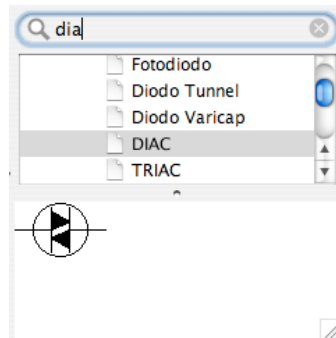 dia
Fotodiodo
Diodo Tunnel
Diodo Varicap
DIAC
TRIAC